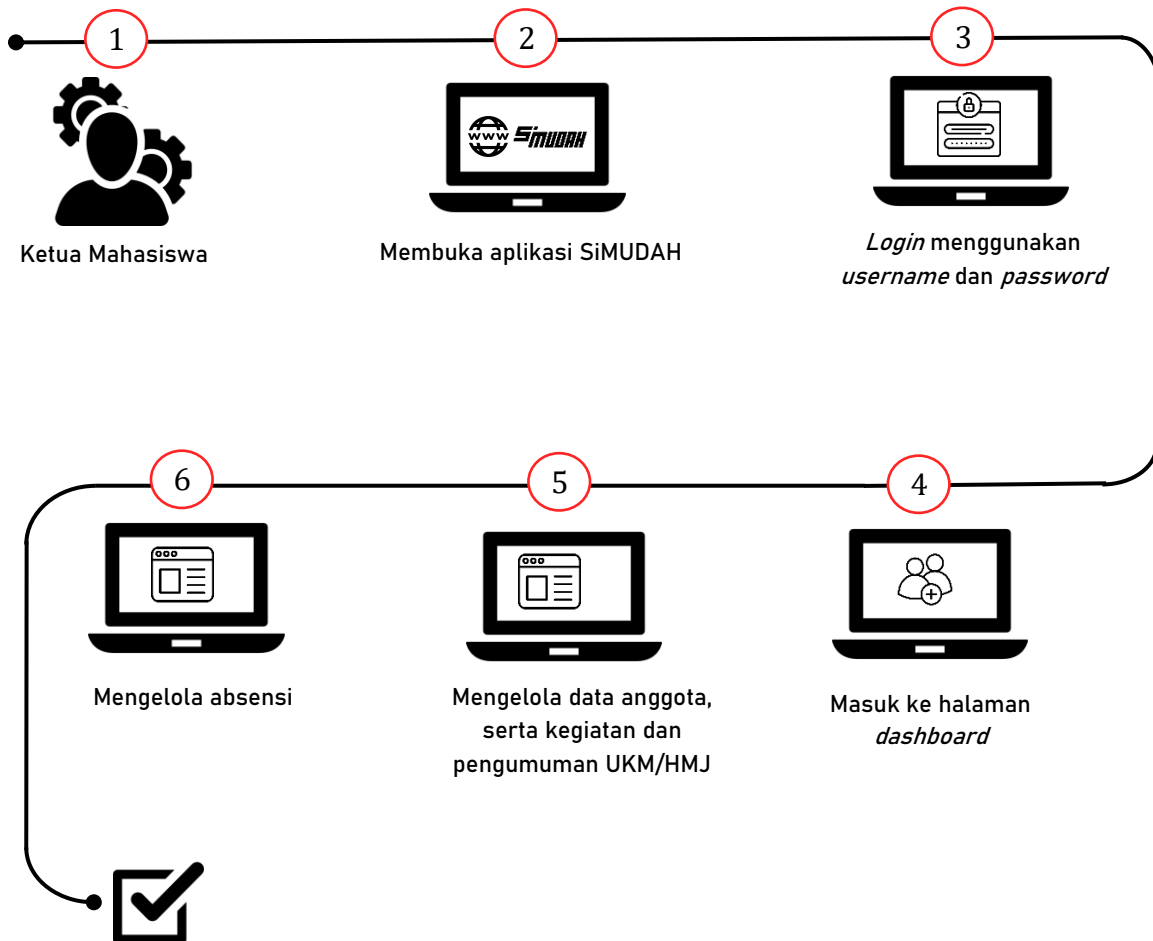 1
2
3
www SiMUDAH
Ketua Mahasiswa
Membuka aplikasi SiMUDAH
Login menggunakan
username dan password
6
5
4
Mengelola absensi
Mengelola data anggota,
serta kegiatan dan
pengumuman UKM/HMJ
Masuk ke halaman
dashboard